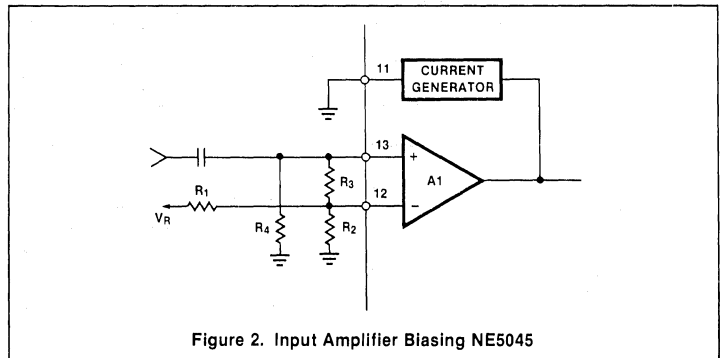 11
CURRENT
GENERATOR
13
+
R3
A1
12
R1
−
VR
R4
R2
Figure 2. Input Amplifier Biasing NE5045